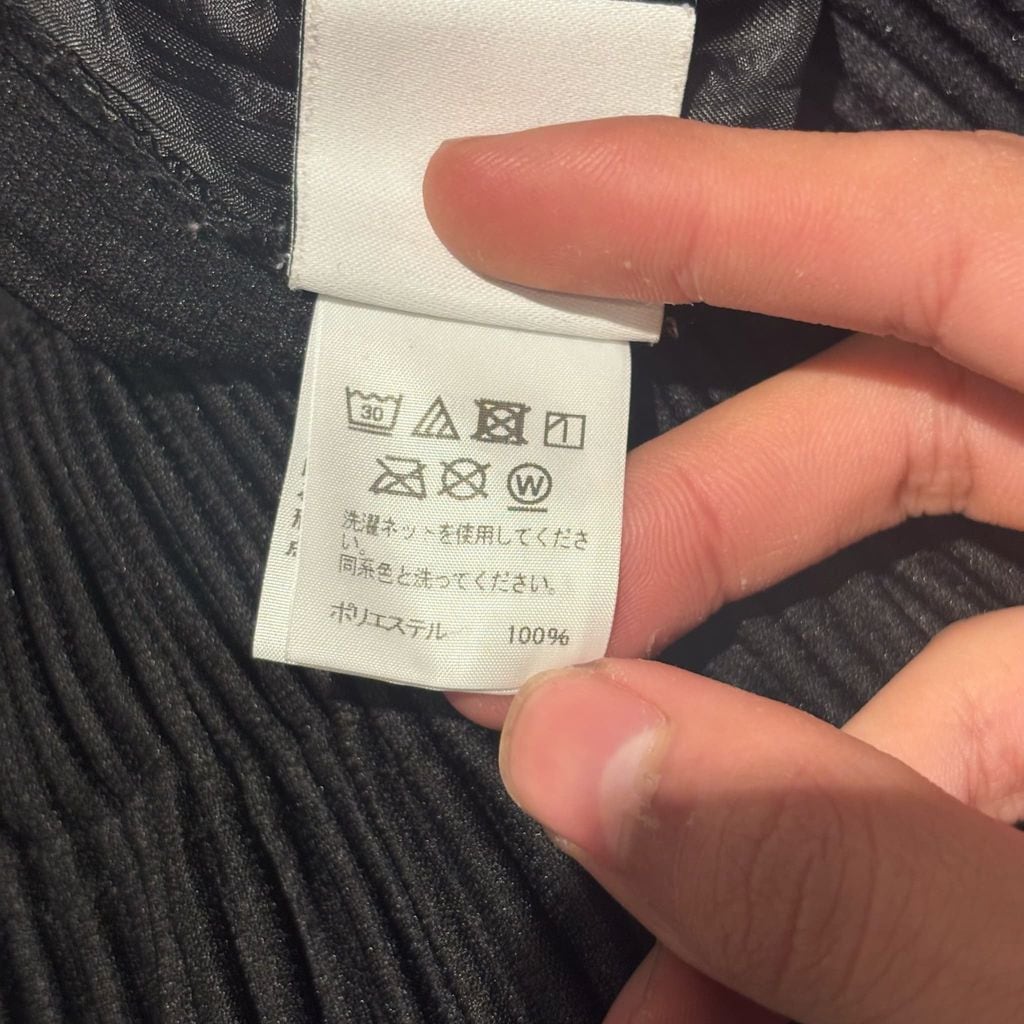 30
W
洗濯ネットを使用してくださ
い。
同系色と洗ってください。
ポリエステル 100%